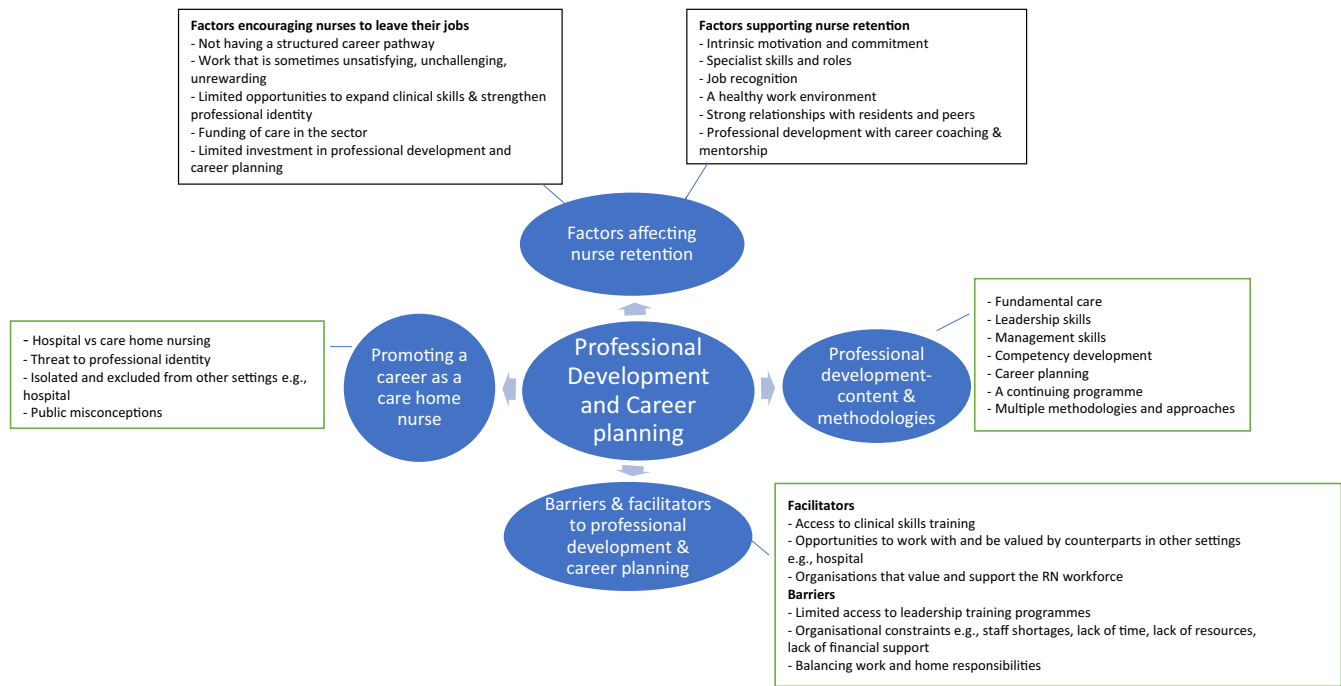 Factors encouraging nurses to leave their jobs
- Not having a structured career pathway
- Work that is sometimes unsatisfying, unchallenging,
unrewarding
- Limited opportunities to expand clinical skills & strengthen
professional identity
- Funding of care in the sector
- Limited investment in professional development and
career planning
Factors supporting nurse retention
- Intrinsic motivation and commitment
- Specialist skills and roles
- Job recognition
- A healthy work environment
- Strong relationships with residents and peers
- Professional development with career coaching &
mentorship
Factors affecting
nurse retention
- Hospital vs care home nursing
- Threat to professional identity
- Isolated and excluded from other settings e.g.,
hospital
- Public misconceptions
Promoting a
career as a
care home
nurse
Professional
Development
and Career
planning
Professional
development-
content &
methodologies
- Fundamental care
- Leadership skills
- Management skills
- Competency development
- Career planning
- A continuing programme
- Multiple methodologies and approaches
Barriers & facilitators
to professional
development &
career planning
Facilitators
- Access to clinical skills training
- Opportunities to work with and be valued by counterparts in other settings
e.g., hospital
- Organisations that value and support the RN workforce
Barriers
- Limited access to leadership training programmes
- Organisational constraints e.g., staff shortages, lack of time, lack of resources,
lack of financial support
- Balancing work and home responsibilities